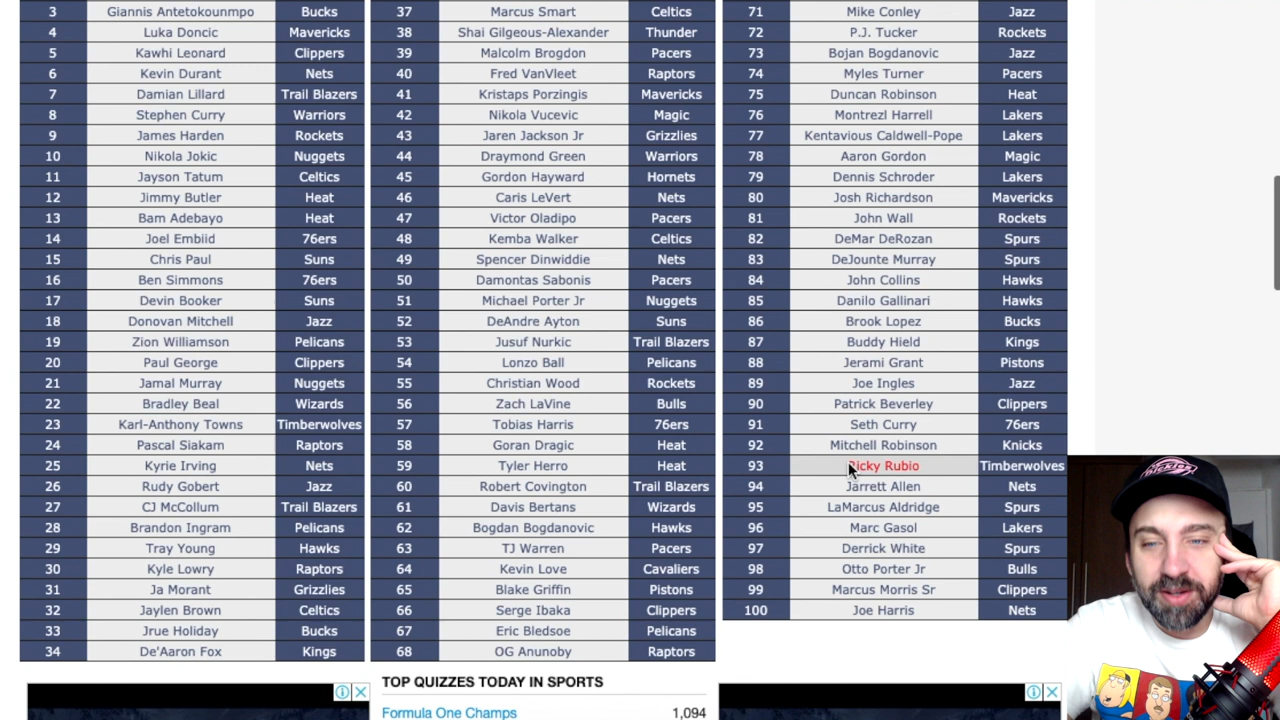 3 Giannis Antetokounmpo Bucks
4 Luka Doncic Mavericks
5 Kawhi Leonard Clippers
6 Kevin Durant Nets
7 Damian Lillard Trail Blazers
8 Stephen Curry Warriors
9 James Harden Rockets
10 Nikola Jokic Nuggets
11 Jayson Tatum Celtics
12 Jimmy Butler Heat
13 Bam Adebayo Heat
14 Joel Embiid 76ers
15 Chris Paul Suns
16 Ben Simmons 76ers
17 Devin Booker Suns
18 Donovan Mitchell Jazz
19 Zion Williamson Pelicans
20 Paul George Clippers
21 Jamal Murray Nuggets
22 Bradley Beal Wizards
23 Karl-Anthony Towns Timberwolves
24 Pascal Siakam Raptors
25 Kyrie Irving Nets
26 Rudy Gobert Jazz
27 CJ McCollum Trail Blazers
28 Brandon Ingram Pelicans
29 Tray Young Hawks
30 Kyle Lowry Raptors
31 Ja Morant Grizzlies
32 Jaylen Brown Celtics
33 Jrue Holiday Bucks
34 De'Aaron Fox Kings
37 Marcus Smart Celtics
38 Shai Gilgeous-Alexander Thunder
39 Malcolm Brogdon Pacers
40 Fred VanVleet Raptors
41 Kristaps Porzingis Mavericks
42 Nikola Vucevic Magic
43 Jaren Jackson Jr Grizzlies
44 Draymond Green Warriors
45 Gordon Hayward Hornets
46 Caris LeVert Nets
47 Victor Oladipo Pacers
48 Kemba Walker Celtics
49 Spencer Dinwiddie Nets
50 Damontas Sabonis Pacers
51 Michael Porter Jr Nuggets
52 DeAndre Ayton Suns
53 Jusuf Nurkic Trail Blazers
54 Lonzo Ball Pelicans
55 Christian Wood Rockets
56 Zach LaVine Bulls
57 Tobias Harris 76ers
58 Goran Dragic Heat
59 Tyler Herro Heat
60 Robert Covington Trail Blazers
61 Davis Bertans Wizards
62 Bogdan Bogdanovic Hawks
63 TJ Warren Pacers
64 Kevin Love Cavaliers
65 Blake Griffin Pistons
66 Serge Ibaka Clippers
67 Eric Bledsoe Pelicans
68 OG Anunoby Raptors
71 Mike Conley Jazz
72 P.J. Tucker Rockets
73 Bojan Bogdanovic Jazz
74 Myles Turner Pacers
75 Duncan Robinson Heat
76 Montrezl Harrell Lakers
77 Kentavious Caldwell-Pope Lakers
78 Aaron Gordon Magic
79 Dennis Schroder Lakers
80 Josh Richardson Mavericks
81 John Wall Rockets
82 DeMar DeRozan Spurs
83 DeJounte Murray Spurs
84 John Collins Hawks
85 Danilo Gallinari Hawks
86 Brook Lopez Bucks
87 Buddy Hield Kings
88 Jerami Grant Pistons
89 Joe Ingles Jazz
90 Patrick Beverley Clippers
91 Seth Curry 76ers
92 Mitchell Robinson Knicks
93 Ricky Rubio Timberwolves
94 Jarrett Allen Nets
95 LaMarcus Aldridge Spurs
96 Marc Gasol Lakers
97 Derrick White Spurs
98 Otto Porter Jr Bulls
99 Marcus Morris Sr Clippers
100 Joe Harris Nets
TOP QUIZZES TODAY IN SPORTS
Formula One Champs 1,094